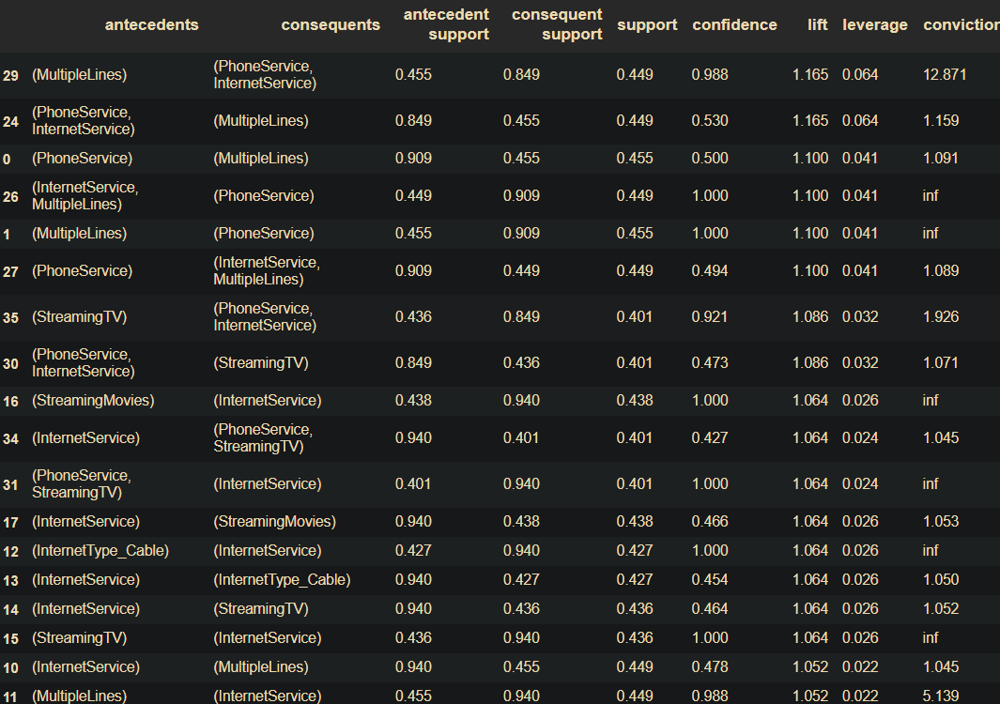 antecedents consequents antecedent support consequent support support confidence lift leverage conviction
29 (MultipleLines) (PhoneService, InternetService) 0.455 0.849 0.449 0.988 1.165 0.064 12.871
24 (PhoneService, InternetService) (MultipleLines) 0.849 0.455 0.449 0.530 1.165 0.064 1.159
0 (PhoneService) (MultipleLines) 0.909 0.455 0.455 0.500 1.100 0.041 1.091
26 (InternetService, MultipleLines) (PhoneService) 0.449 0.909 0.449 1.000 1.100 0.041 inf
1 (MultipleLines) (PhoneService) 0.455 0.909 0.455 1.000 1.100 0.041 inf
27 (PhoneService) (InternetService, MultipleLines) 0.909 0.449 0.449 0.494 1.100 0.041 1.089
35 (StreamingTV) (PhoneService, InternetService) 0.436 0.849 0.401 0.921 1.086 0.032 1.926
30 (PhoneService, InternetService) (StreamingTV) 0.849 0.436 0.401 0.473 1.086 0.032 1.071
16 (StreamingMovies) (InternetService) 0.438 0.940 0.438 1.000 1.064 0.026 inf
34 (InternetService) (PhoneService, StreamingTV) 0.940 0.401 0.401 0.427 1.064 0.024 1.045
31 (PhoneService, StreamingTV) (InternetService) 0.401 0.940 0.401 1.000 1.064 0.024 inf
17 (InternetService) (StreamingMovies) 0.940 0.438 0.438 0.466 1.064 0.026 1.053
12 (InternetType_Cable) (InternetService) 0.427 0.940 0.427 1.000 1.064 0.026 inf
13 (InternetService) (InternetType_Cable) 0.940 0.427 0.427 0.454 1.064 0.026 1.050
14 (InternetService) (StreamingTV) 0.940 0.436 0.436 0.464 1.064 0.026 1.052
15 (StreamingTV) (InternetService) 0.436 0.940 0.436 1.000 1.064 0.026 inf
10 (InternetService) (MultipleLines) 0.940 0.455 0.449 0.478 1.052 0.022 1.045
11 (MultipleLines) (InternetService) 0.455 0.940 0.449 0.988 1.052 0.022 5.139